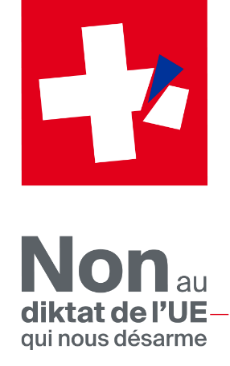 Non au
diktat de l'UE–
qui nous désarme